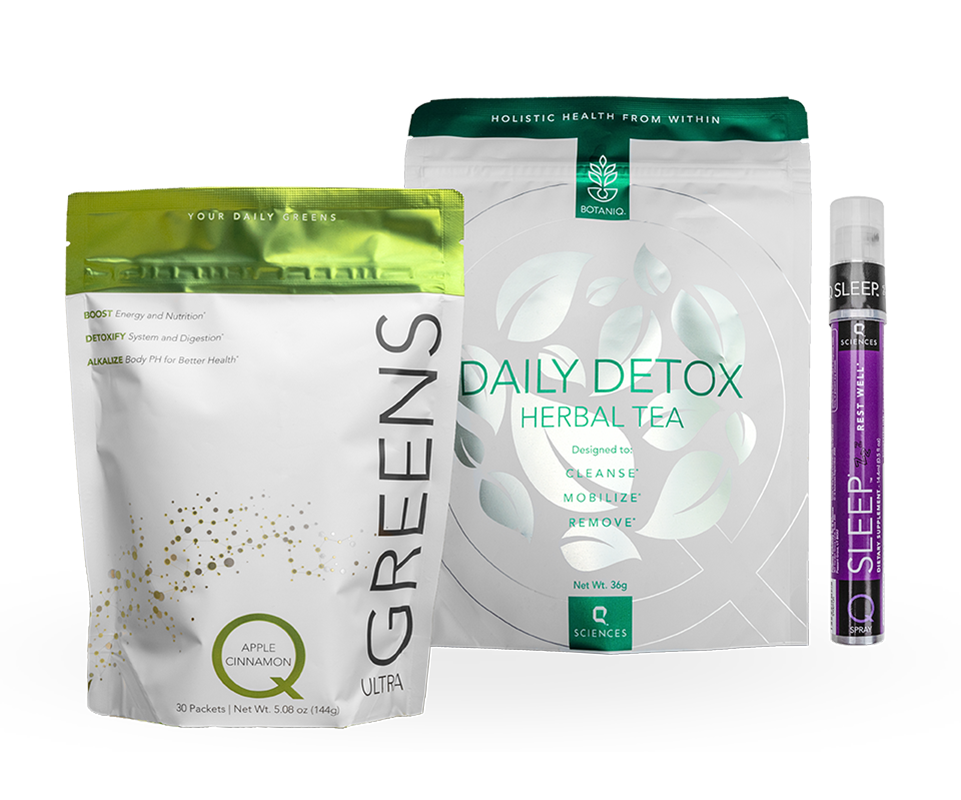 YOUR DAILY GREENS
BOOST Energy and Nutrition*
DETOXIFY System and Digestion*
ALKALIZE Body PH for Better Health*
GREENS
ULTRA
Q
APPLE
CINNAMON
30 Packets | Net Wt. 5.08 oz (144g)
HOLISTIC HEALTH FROM WITHIN
BOTANIQ™
DAILY DETOX
HERBAL TEA
Designed to:
CLEANSE*
MOBILIZE*
REMOVE*
Net Wt. 36g
Q
SCIENCES
SLEEP
Q
SCIENCES
REST WELL*
SLEEP
DIETARY SUPPLEMENT
Q
SPRAY